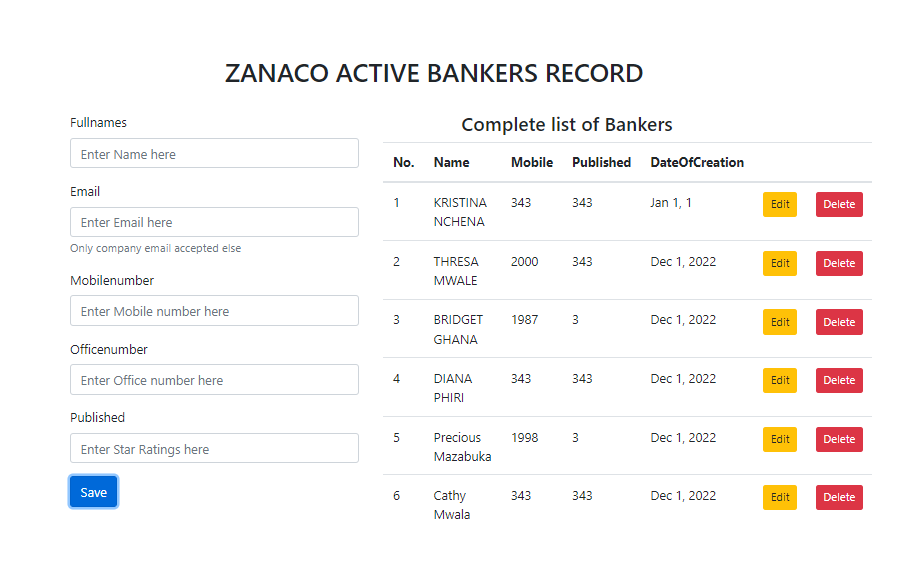 ZANACO ACTIVE BANKERS RECORD
Fullnames
Enter Name here
Email
Enter Email here
Only company email accepted else
Mobilenumber
Enter Mobile number here
Officenumber
Enter Office number here
Published
Enter Star Ratings here
Save
Complete list of Bankers
No. Name Mobile Published DateOfCreation
1 KRISTINA 343 343 Jan 1, 1 Edit Delete
NCHENA
2 THRESA 2000 343 Dec 1, 2022 Edit Delete
MWALE
3 BRIDGET 1987 3 Dec 1, 2022 Edit Delete
GHANA
4 DIANA 343 343 Dec 1, 2022 Edit Delete
PHIRI
5 Precious 1998 3 Dec 1, 2022 Edit Delete
Mazabuka
6 Cathy 343 343 Dec 1, 2022 Edit Delete
Mwala